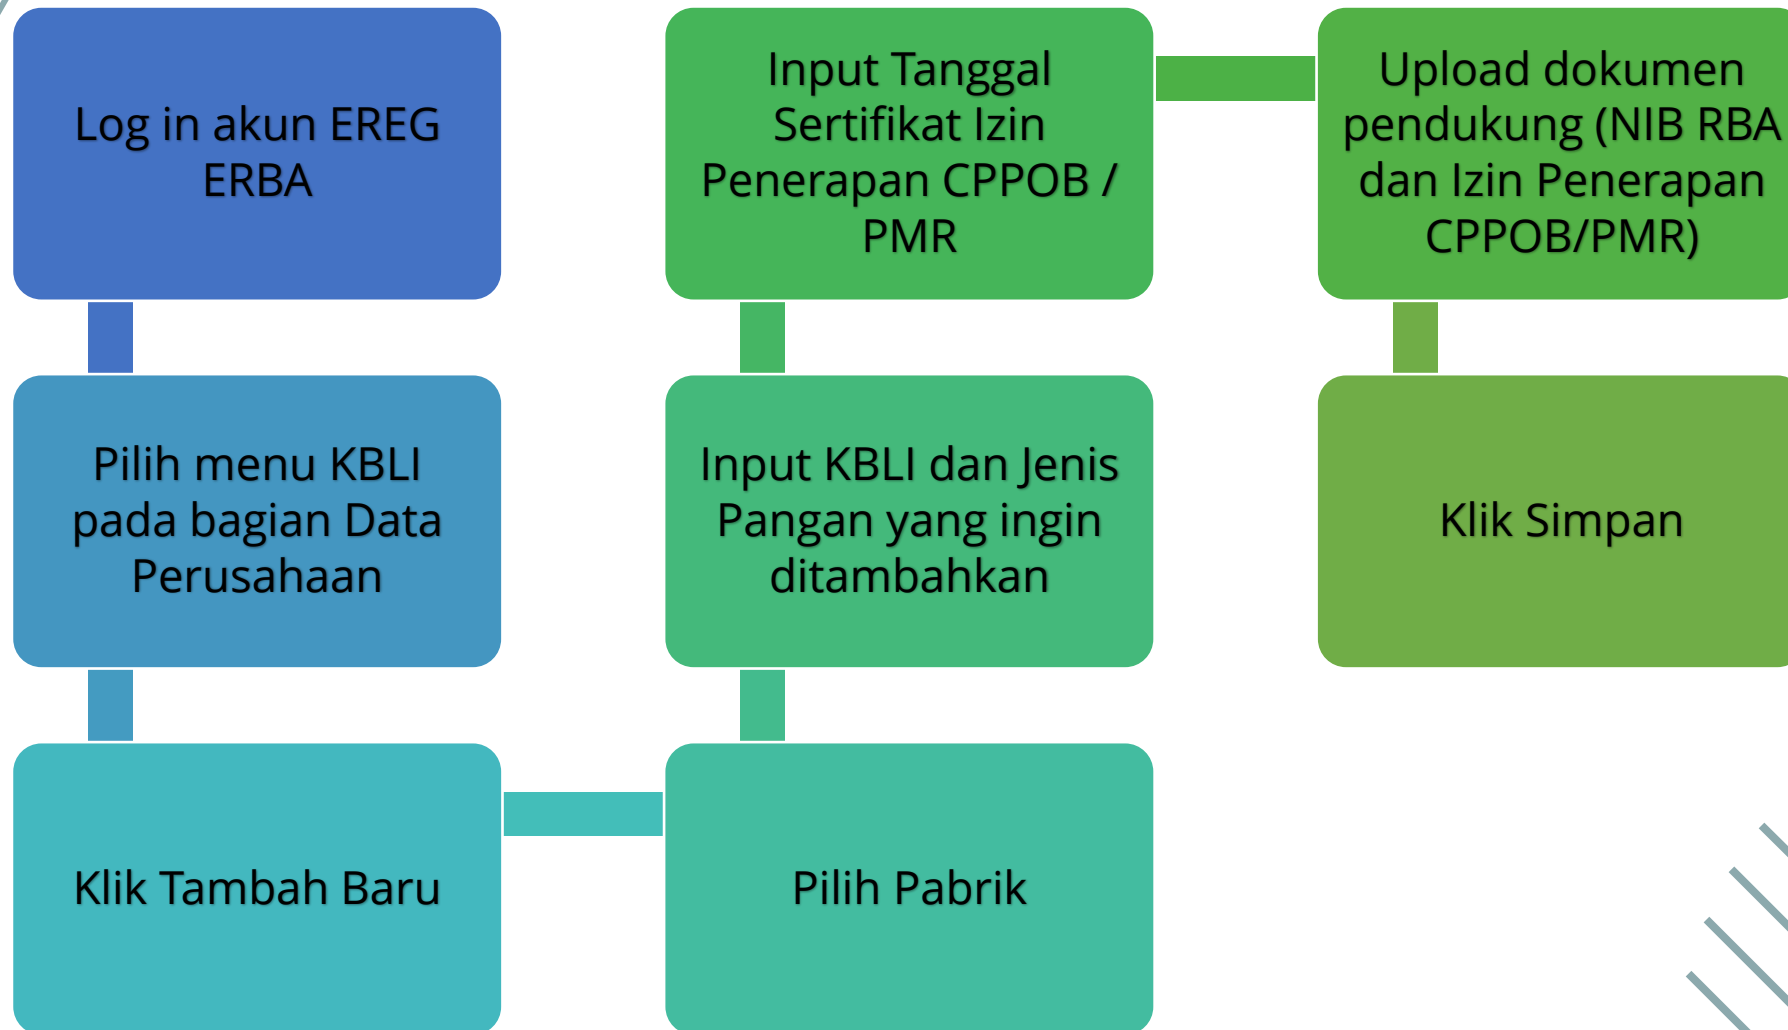 Log in akun EREG
ERBA
Pilih menu KBLI
pada bagian Data
Perusahaan
Klik Tambah Baru
Pilih Pabrik
Input KBLI dan Jenis
Pangan yang ingin
ditambahkan
Input Tanggal
Sertifikat Izin
Penerapan CPPOB /
PMR
Upload dokumen
pendukung (NIB RBA
dan Izin Penerapan
CPPOB/PMR)
Klik Simpan